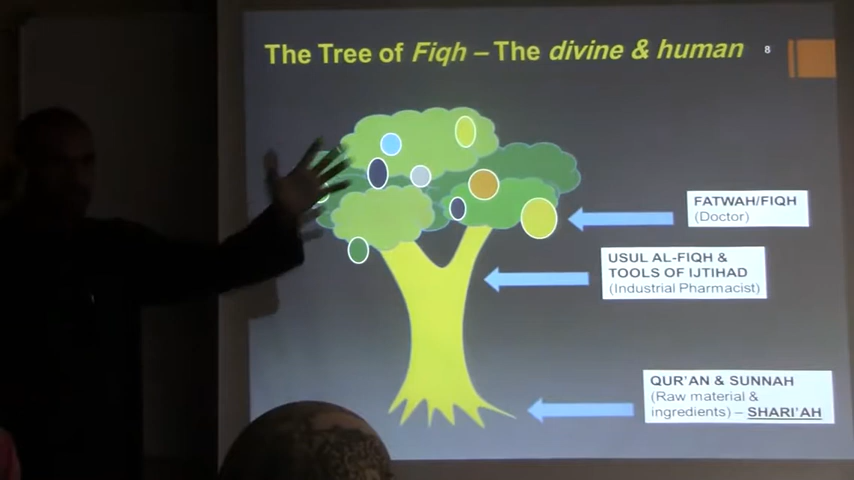 The Tree of Fiqh – The divine & human
8
FATWAH/FIQH
(Doctor)
USUL AL-FIQH &
TOOLS OF IJTIHAD
(Industrial Pharmacist)
QUR'AN & SUNNAH
(Raw material &
ingredients) – SHARI'AH